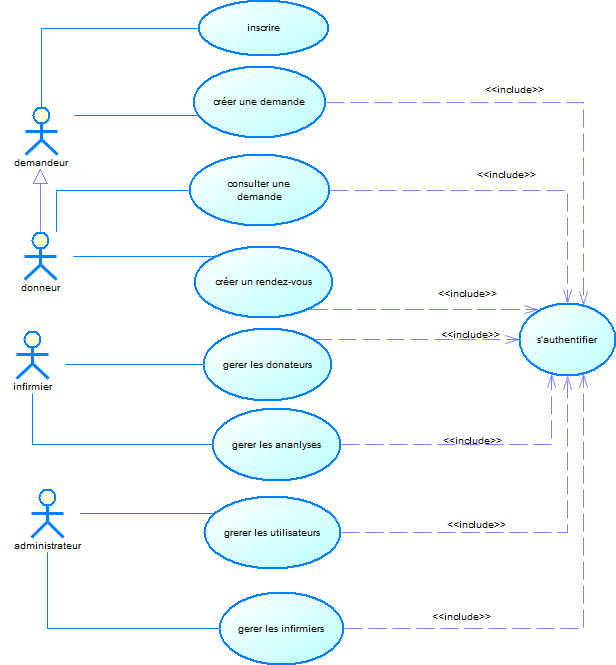 inscrire
créer une demande
<<include>>
demandeur
consulter une
demande
<<include>>
donneur
créer un rendez-vous
<<include>>
<<include>>
s'authentifier
infirmier
gerer les donateurs
gerer les ananlyses
<<include>>
administrateur
grerer les utilisateurs
<<include>>
gerer les infirmiers
<<include>>